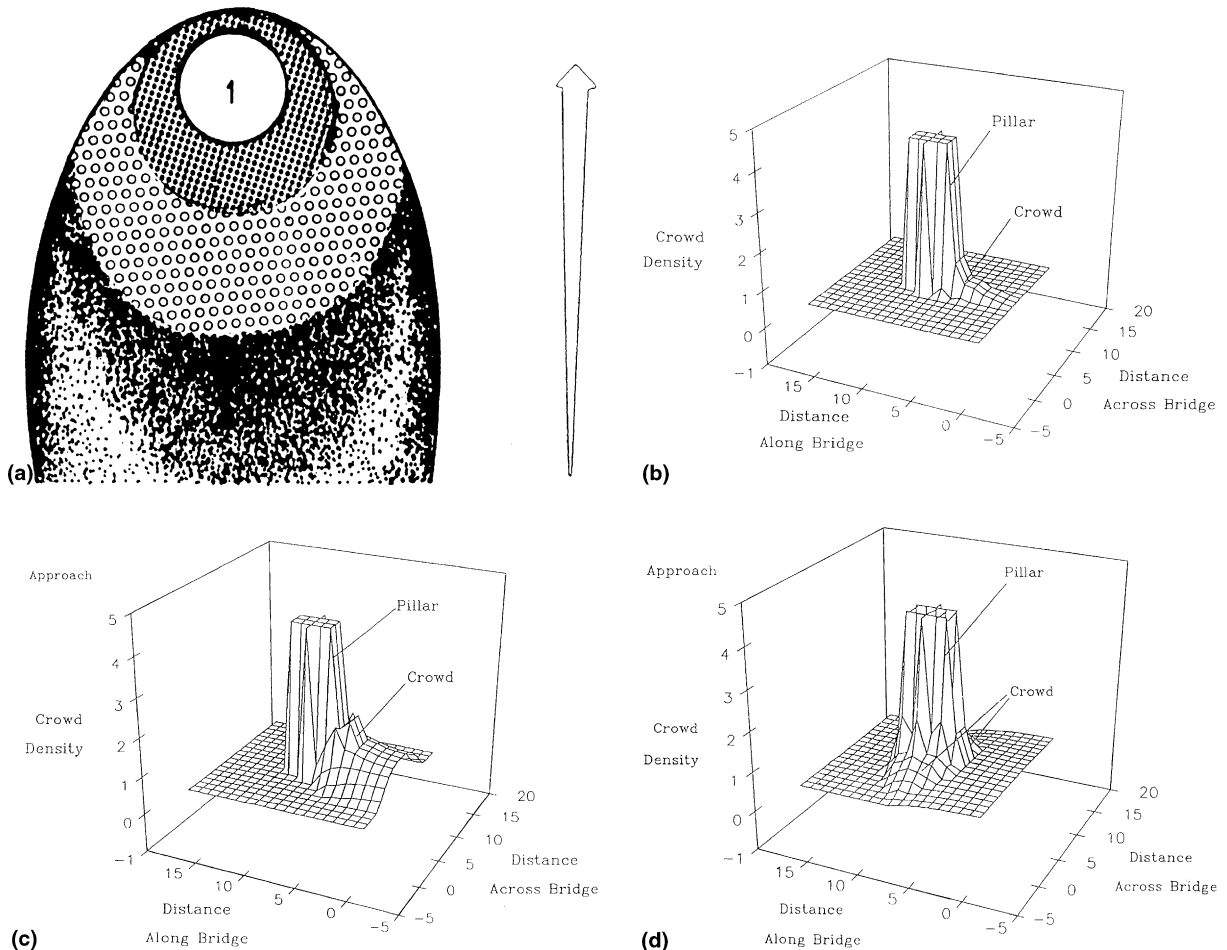 1
(a)
5
4
3
2
1
0
-1
Crowd
Density
Pillar
Crowd
15
10
5
0
-5
Distance
Along Bridge
20
15
10
5
0
-5
Distance
Across Bridge
(b)
Approach
5
4
3
2
1
0
-1
Crowd
Density
Pillar
Crowd
15
10
5
0
-5
Distance
Along Bridge
20
15
10
5
0
-5
Distance
Across Bridge
(c)
Approach
5
4
3
2
1
0
-1
Crowd
Density
Pillar
Crowd
15
10
5
0
-5
Distance
Along Bridge
20
15
10
5
0
-5
Distance
Across Bridge
(d)